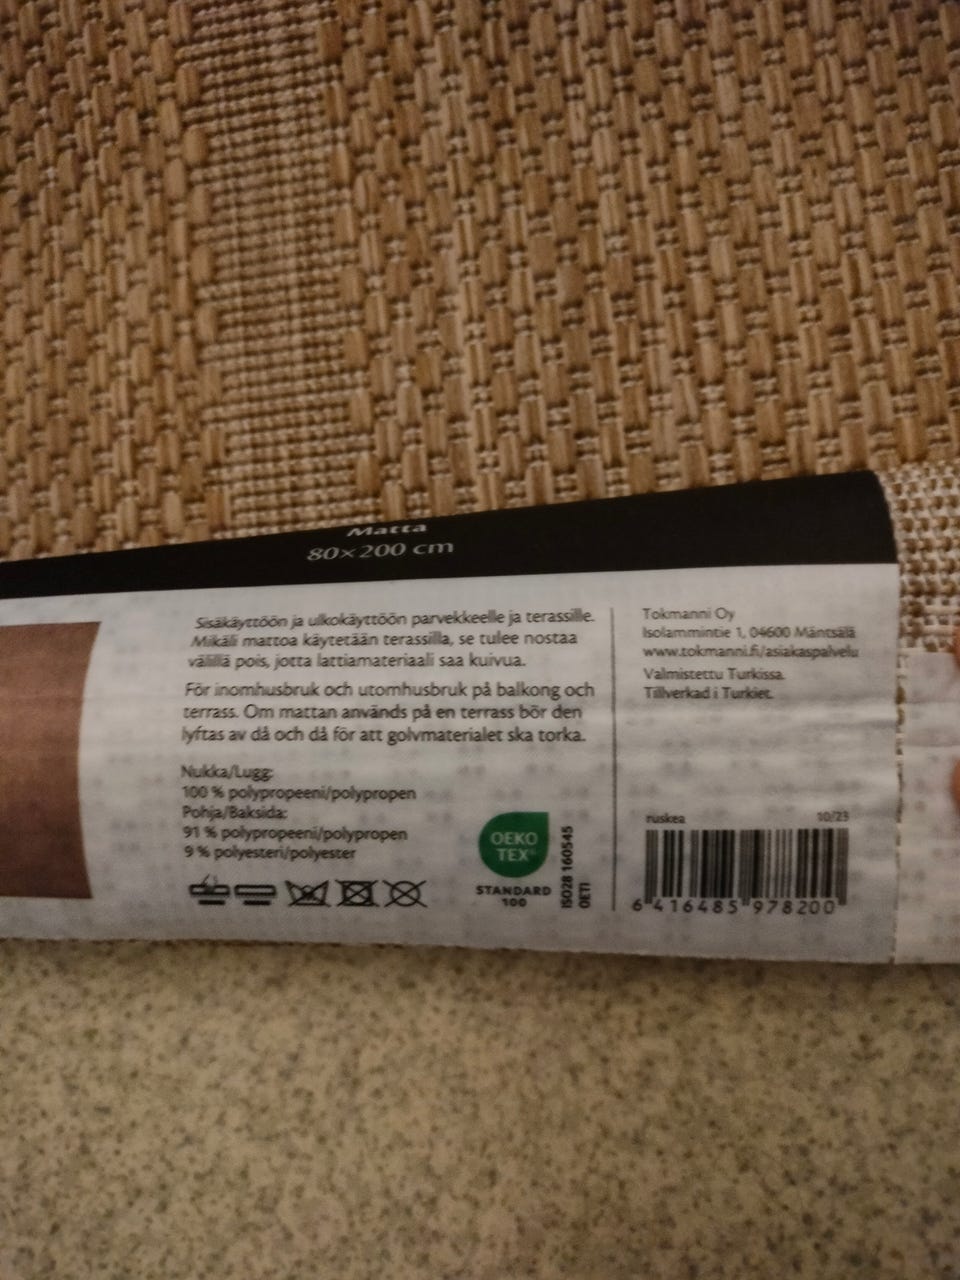 Matta
80×200 cm
Sisäkäyttöön ja ulkokäyttöön parvekkeelle ja terassille.
Mikäli mattoa käytetään terassilla, se tulee nostaa
välillä pois, jotta lattiamateriaali saa kuivua.
För inomhusbruk och utomhusbruk på balkong och
terrass. Om mattan används på en terrass bör den
lyftas av då och då för att golvmaterialet ska torka.
Nukka/Lugg:
100 % polypropeeni/polypropen
Pohja/Baksida:
91 % polypropeeni/polypropen
9 % polyesteri/polyester
OEKO
TEX®
STANDARD
100
ISO28 160545
OETI
Tokmanni Oy
Isolammintie 1, 04600 Mäntsälä
www.tokmanni.fi/asiakaspalvelu
Valmistettu Turkissa.
Tillverkad i Turkiet.
ruskea 10/23
6 416485 978200